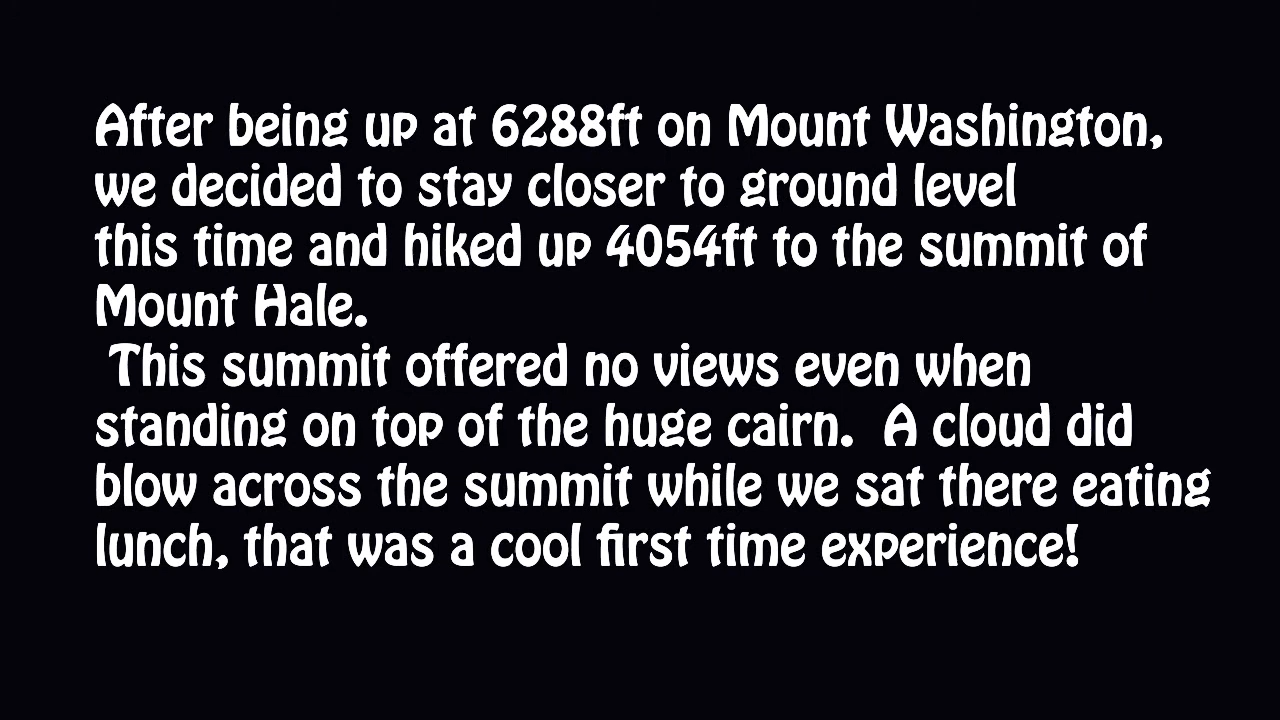 After being up at 6288ft on Mount Washington,
we decided to stay closer to ground level
this time and hiked up 4054ft to the summit of
Mount Hale.
This summit offered no views even when
standing on top of the huge cairn.  A cloud did
blow across the summit while we sat there eating
lunch, that was a cool first time experience!